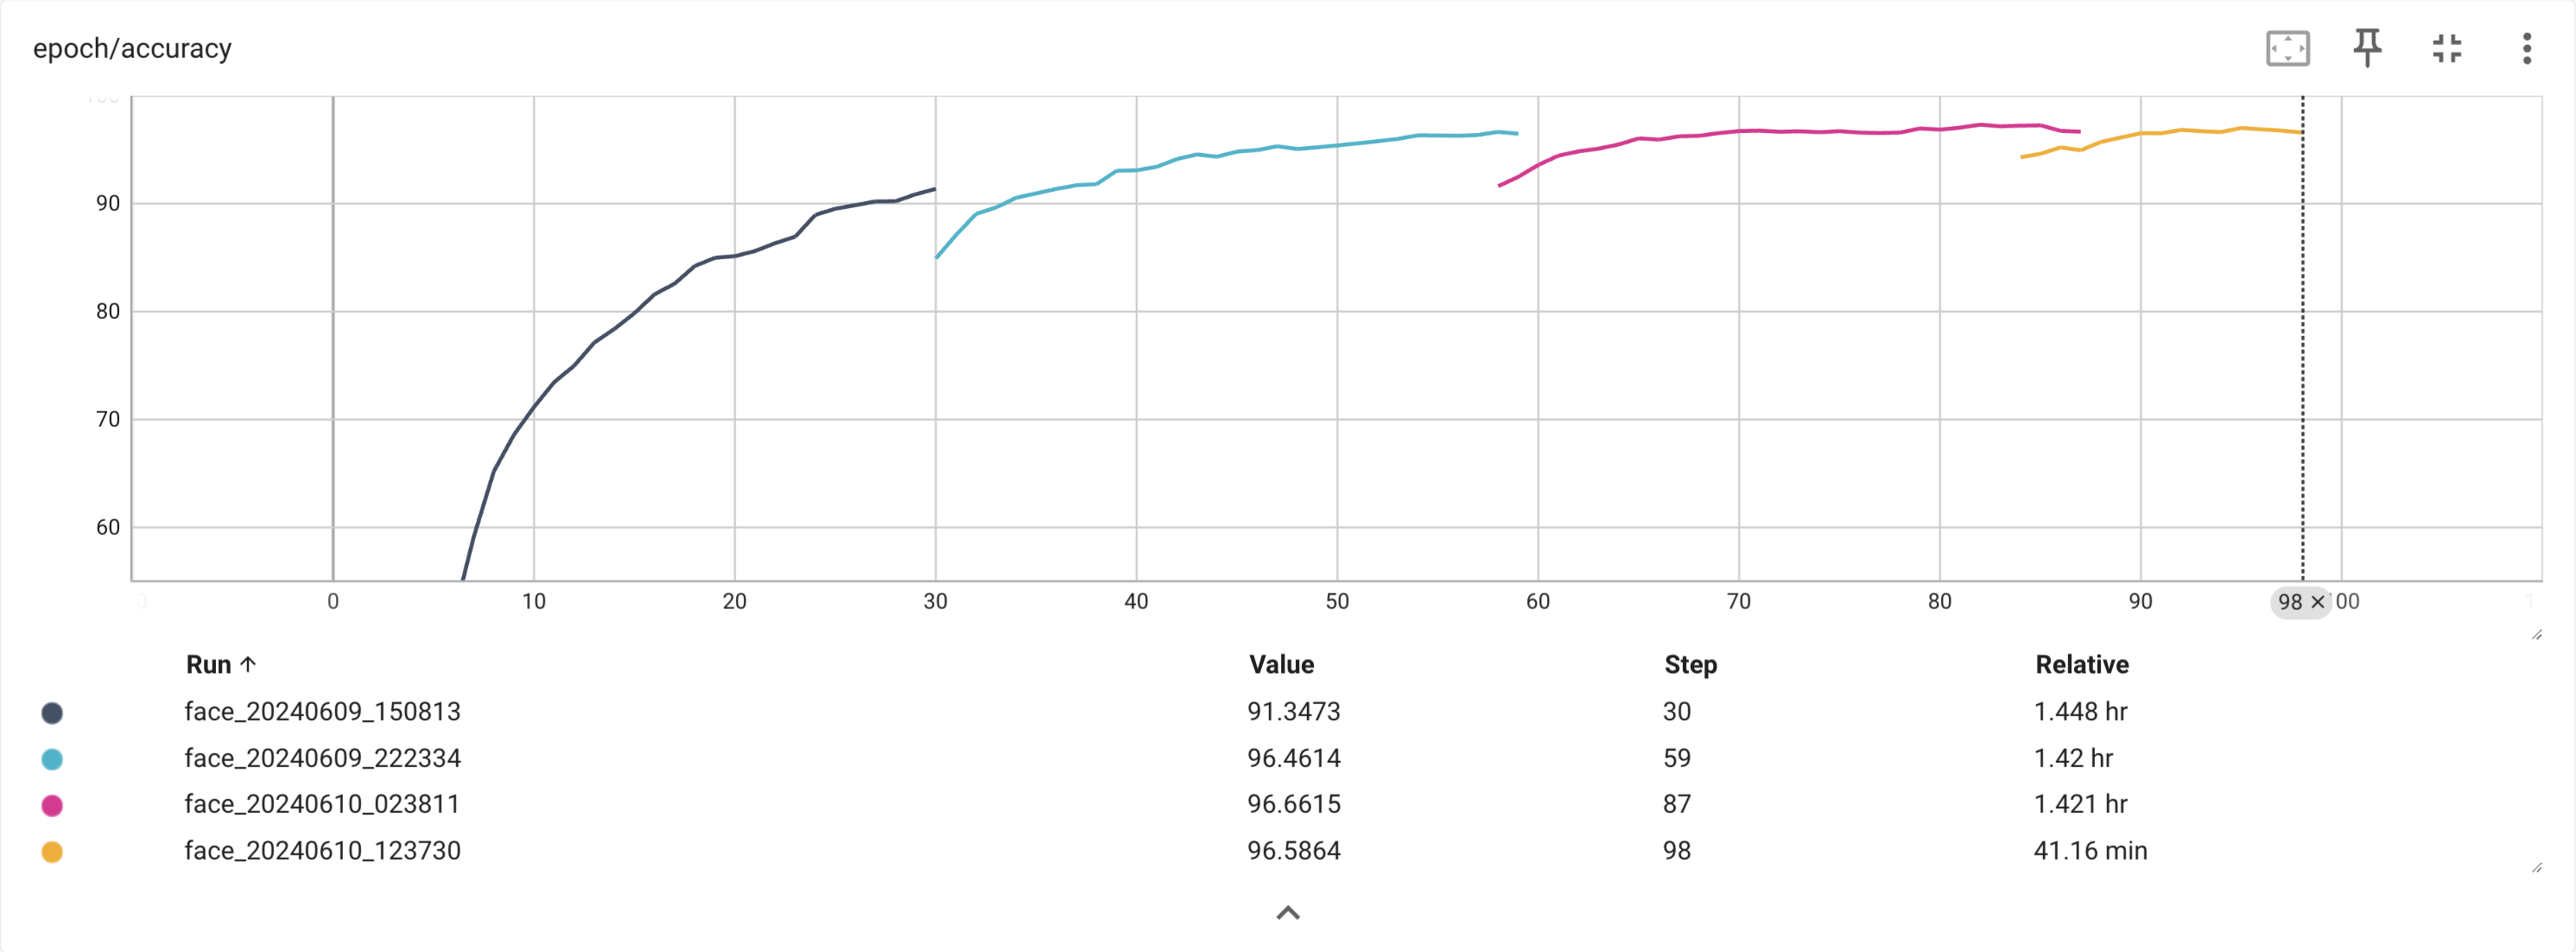 epoch/accuracy
90
80
70
60
0 10 20 30 40 50 60 70 80 90 98 × 00
Run ↑ Value Step Relative
face_20240609_150813 91.3473 30 1.448 hr
face_20240609_222334 96.4614 59 1.42 hr
face_20240610_023811 96.6615 87 1.421 hr
face_20240610_123730 96.5864 98 41.16 min